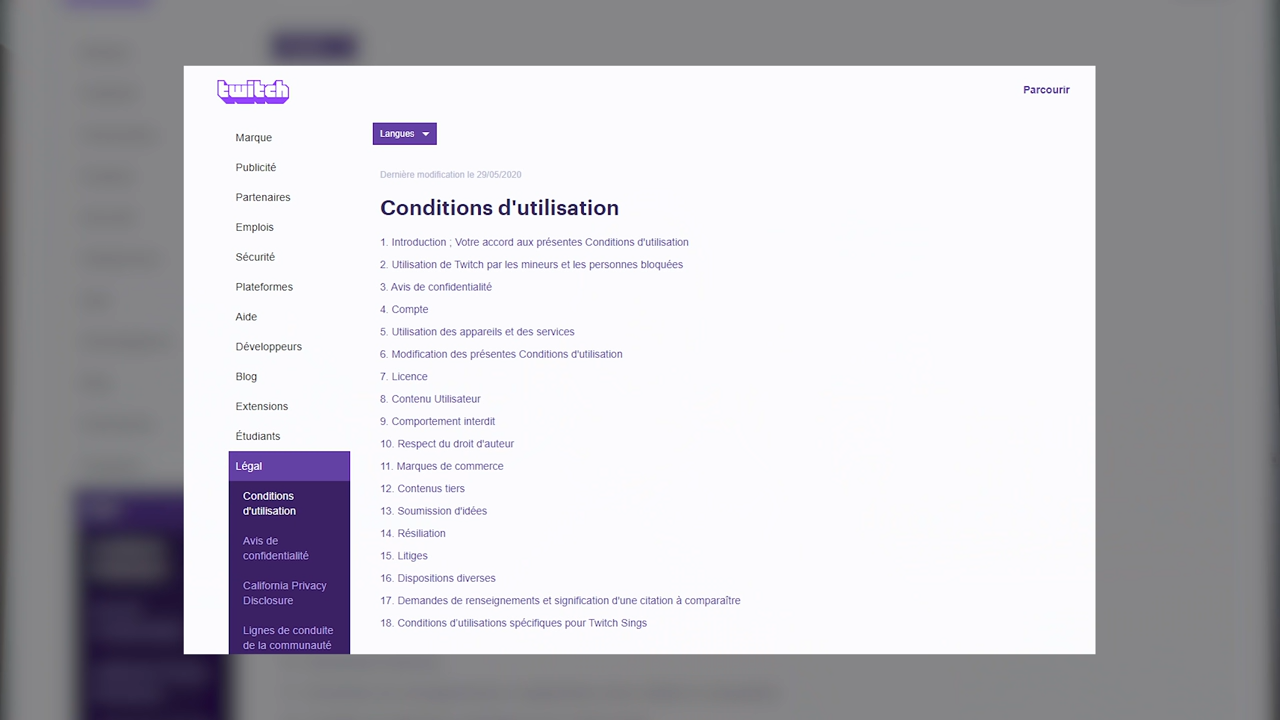 twitch
Parcourir
Marque
Publicité
Partenaires
Emplois
Sécurité
Plateformes
Aide
Développeurs
Blog
Extensions
Étudiants
Légal
Conditions
d'utilisation
Avis de
confidentialité
California Privacy
Disclosure
Lignes de conduite
de la communauté
Langues
Dernière modification le 29/05/2020
Conditions d'utilisation
1. Introduction ; Votre accord aux présentes Conditions d'utilisation
2. Utilisation de Twitch par les mineurs et les personnes bloquées
3. Avis de confidentialité
4. Compte
5. Utilisation des appareils et des services
6. Modification des présentes Conditions d'utilisation
7. Licence
8. Contenu Utilisateur
9. Comportement interdit
10. Respect du droit d'auteur
11. Marques de commerce
12. Contenus tiers
13. Soumission d'idées
14. Résiliation
15. Litiges
16. Dispositions diverses
17. Demandes de renseignements et signification d'une citation à comparaître
18. Conditions d'utilisations spécifiques pour Twitch Sings